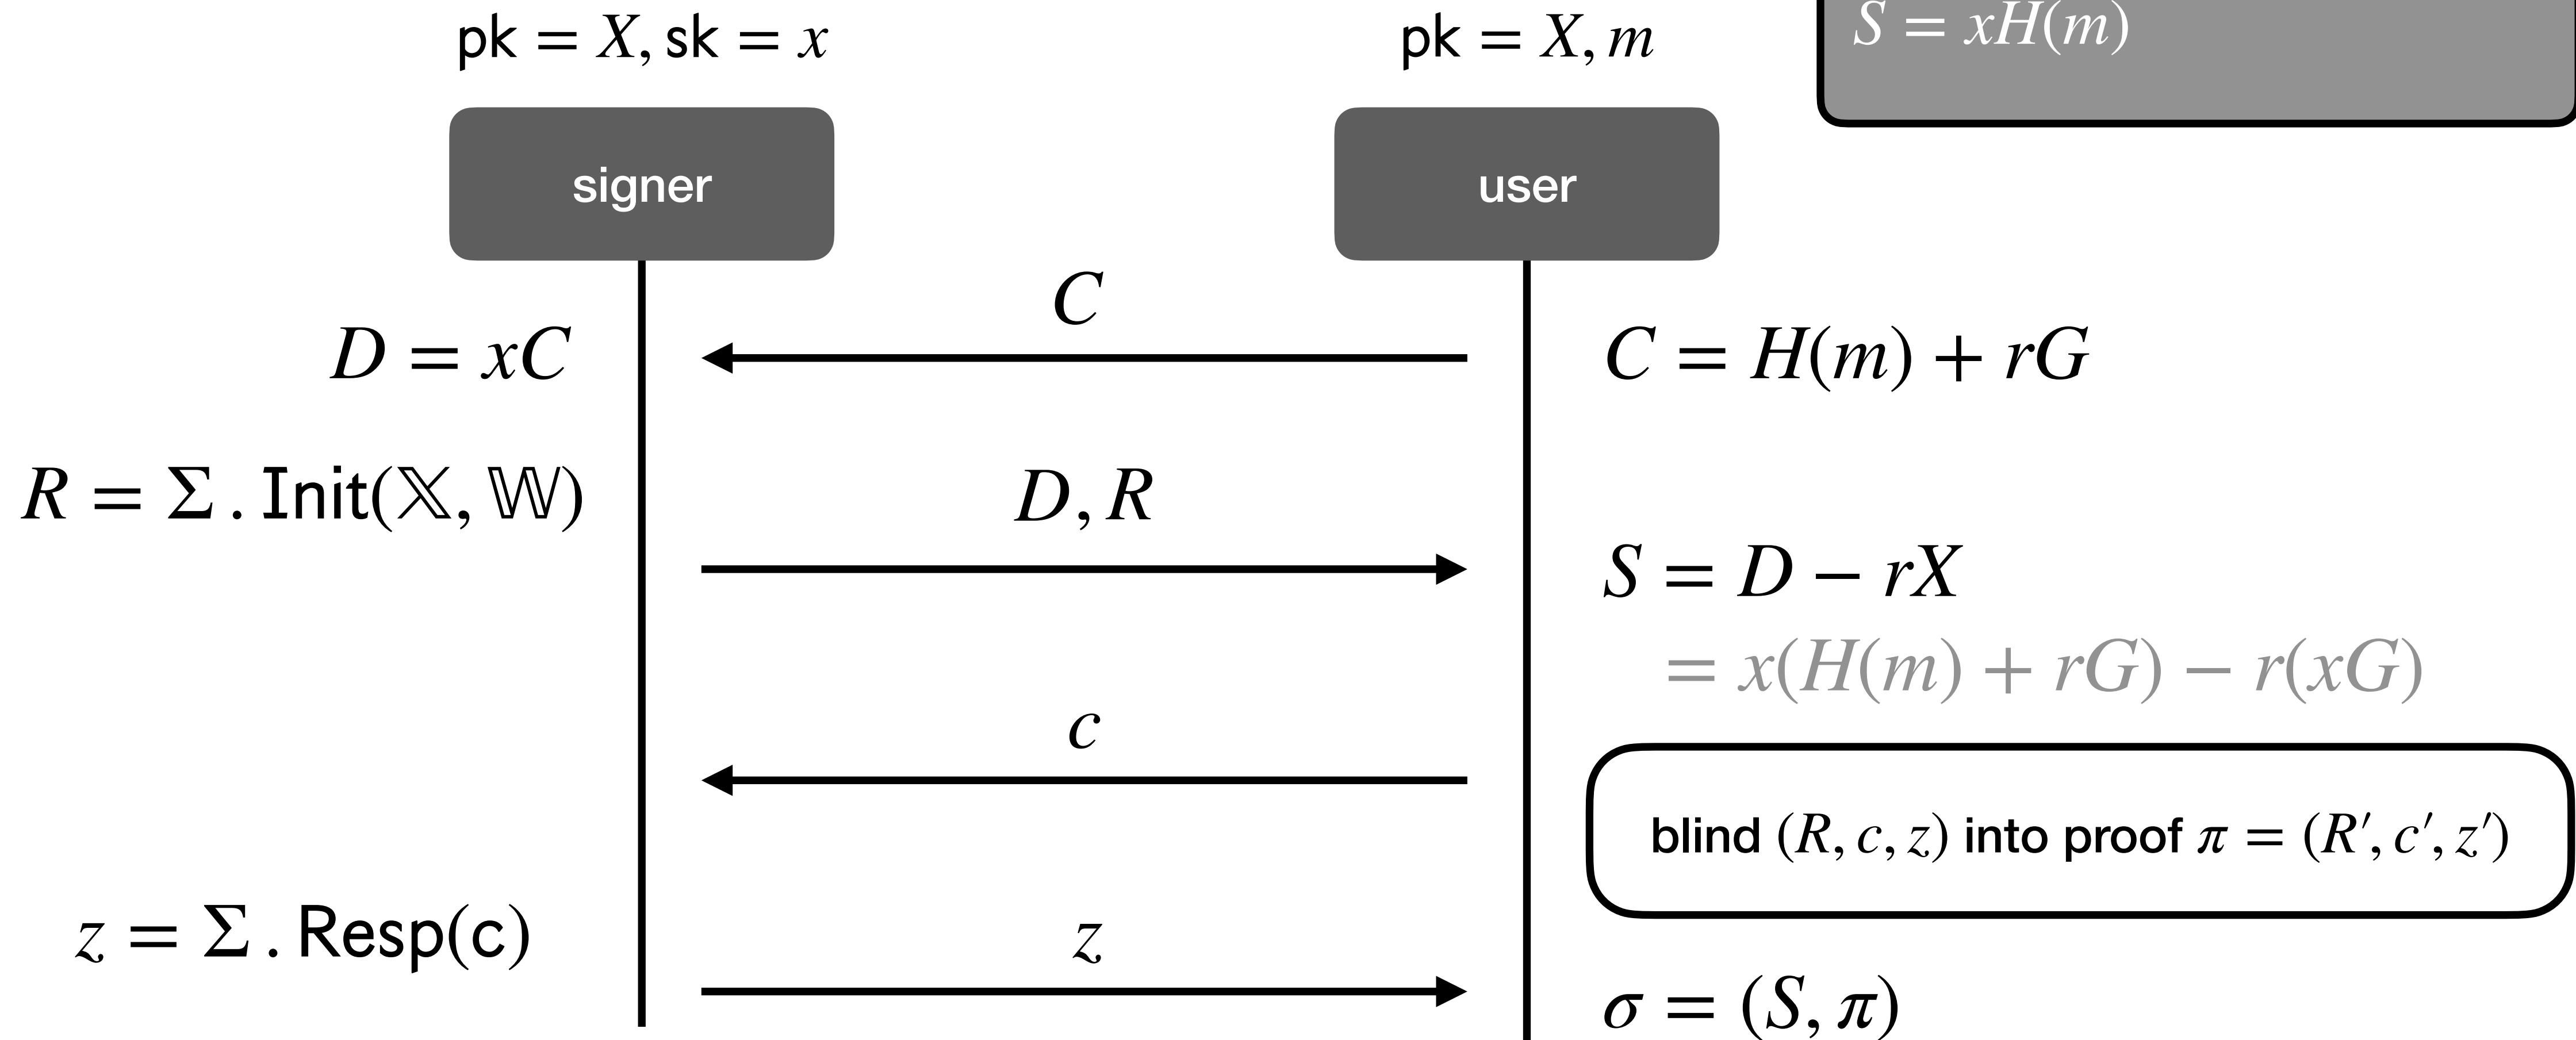 pk = X, sk = x
pk = X, m
S = xH(m)
signer
user
C
D = xC
C = H(m) + rG
R = Σ . Init(𝕏, 𝕎)
D, R
S = D − rX
= x(H(m) + rG) − r(xG)
c
blind (R, c, z) into proof π = (R′, c′, z′)
z = Σ . Resp(c)
z
σ = (S, π)